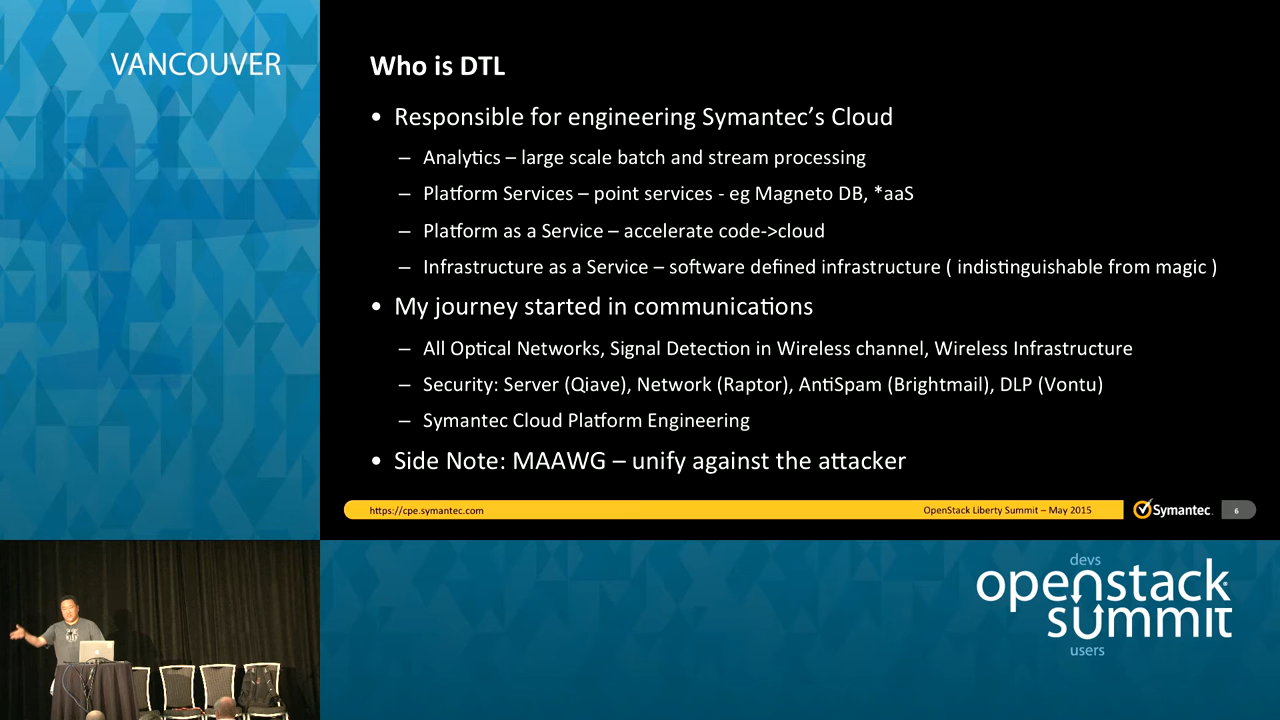 VANCOUVER
Who is DTL
• Responsible for engineering Symantec’s Cloud
– Analytics – large scale batch and stream processing
– Platform Services – point services - eg Magneto DB, *aaS
– Platform as a Service – accelerate code->cloud
– Infrastructure as a Service – software defined infrastructure ( indistinguishable from magic )
• My journey started in communications
– All Optical Networks, Signal Detection in Wireless channel, Wireless Infrastructure
– Security: Server (Qiave), Network (Raptor), AntiSpam (Brightmail), DLP (Vontu)
– Symantec Cloud Platform Engineering
• Side Note: MAAWG – unify against the attacker
https://cpe.symantec.com
OpenStack Liberty Summit – May 2015
Symantec.
6
devs
openstack
summit
users